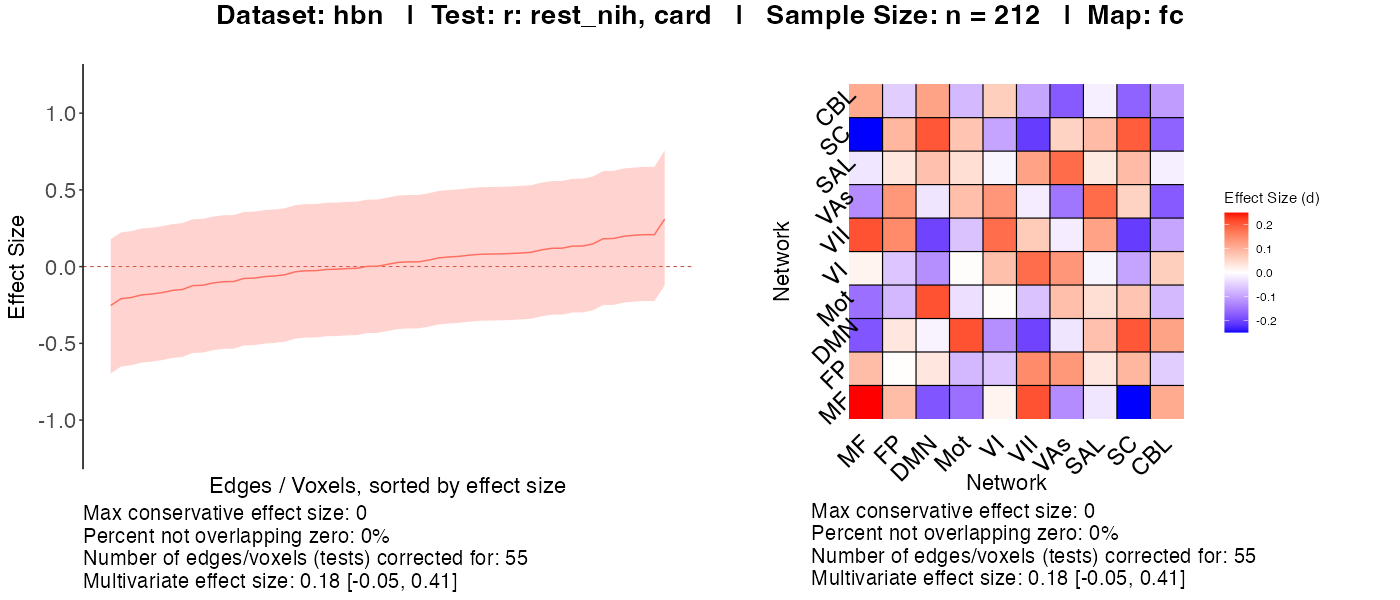 Dataset: hbn | Test: r: rest_nih, card | Sample Size: n = 212 | Map: fc
Effect Size
1.0
0.5
0.0
-0.5
-1.0
Edges / Voxels, sorted by effect size
Max conservative effect size: 0
Percent not overlapping zero: 0%
Number of edges/voxels (tests) corrected for: 55
Multivariate effect size: 0.18 [-0.05, 0.41]
Network
CBL
SC
SAL
VAs
VII
VI
Mot
DMN
FP
MF
MF
FP
DMN
Mot
VI
VII
VAs
SAL
SC
CBL
Network
Effect Size (d)
0.2
0.1
0.0
-0.1
-0.2
Max conservative effect size: 0
Percent not overlapping zero: 0%
Number of edges/voxels (tests) corrected for: 55
Multivariate effect size: 0.18 [-0.05, 0.41]